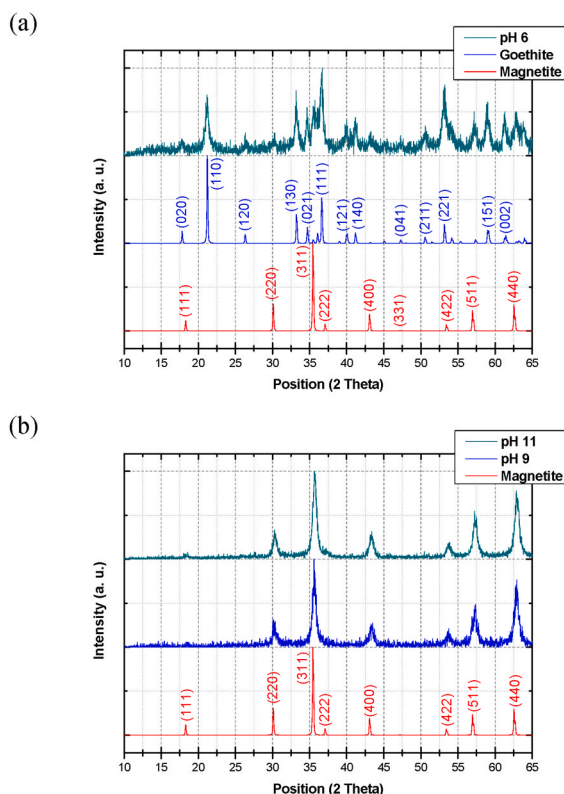 (a)
pH 6
Goethite
Magnetite
Intensity (a. u.)
(020)
(110)
(120)
(130)
(021)
(111)
(121)
(140)
(041)
(211)
(221)
(151)
(002)
(111)
(220)
(311)
(222)
(400)
(331)
(422)
(511)
(440)
10 15 20 25 30 35 40 45 50 55 60 65
Position (2 Theta)
(b)
pH 11
pH 9
Magnetite
Intensity (a. u.)
(111)
(220)
(311)
(222)
(400)
(422)
(511)
(440)
10 15 20 25 30 35 40 45 50 55 60 65
Position (2 Theta)